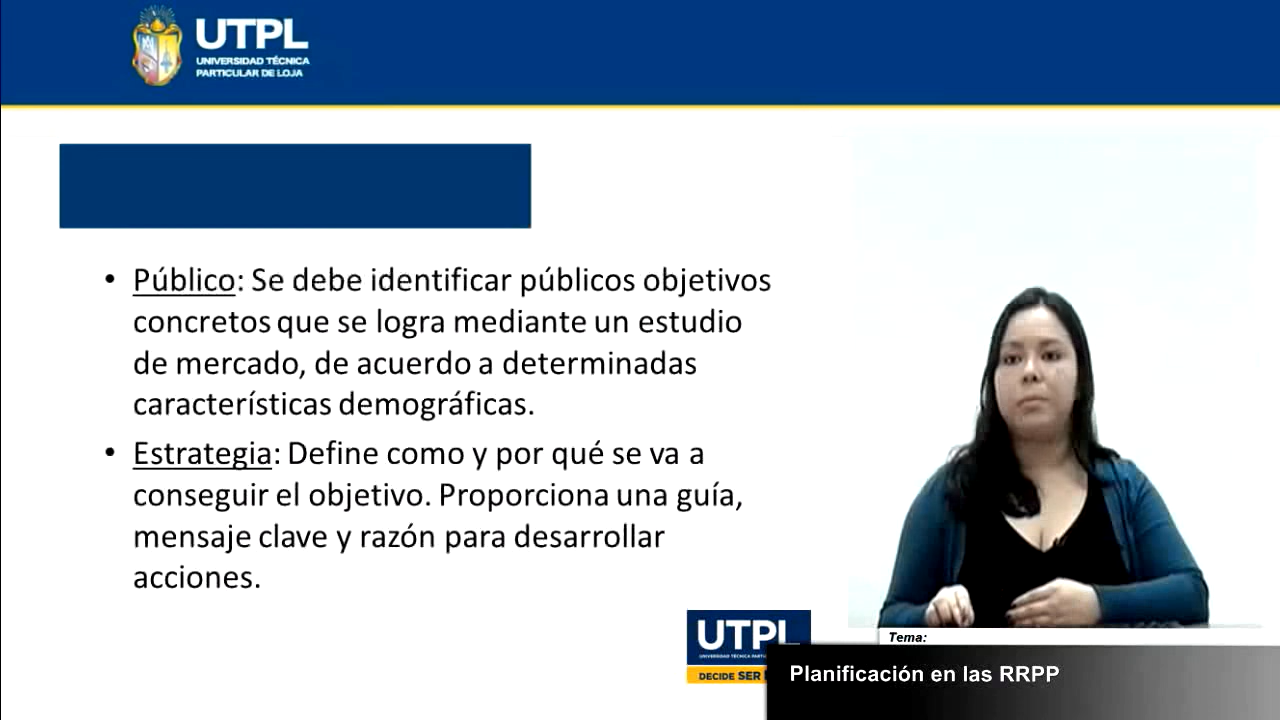 UTPL
UNIVERSIDAD TÉCNICA
PARTICULAR DE LOJA
• Público: Se debe identificar públicos objetivos
concretos que se logra mediante un estudio
de mercado, de acuerdo a determinadas
características demográficas.
• Estrategia: Define como y por qué se va a
conseguir el objetivo. Proporciona una guía,
mensaje clave y razón para desarrollar
acciones.
UTPL
UNIVERSIDAD TÉCNICA
DECIDE SER
Tema:
Planificación en las RRPP